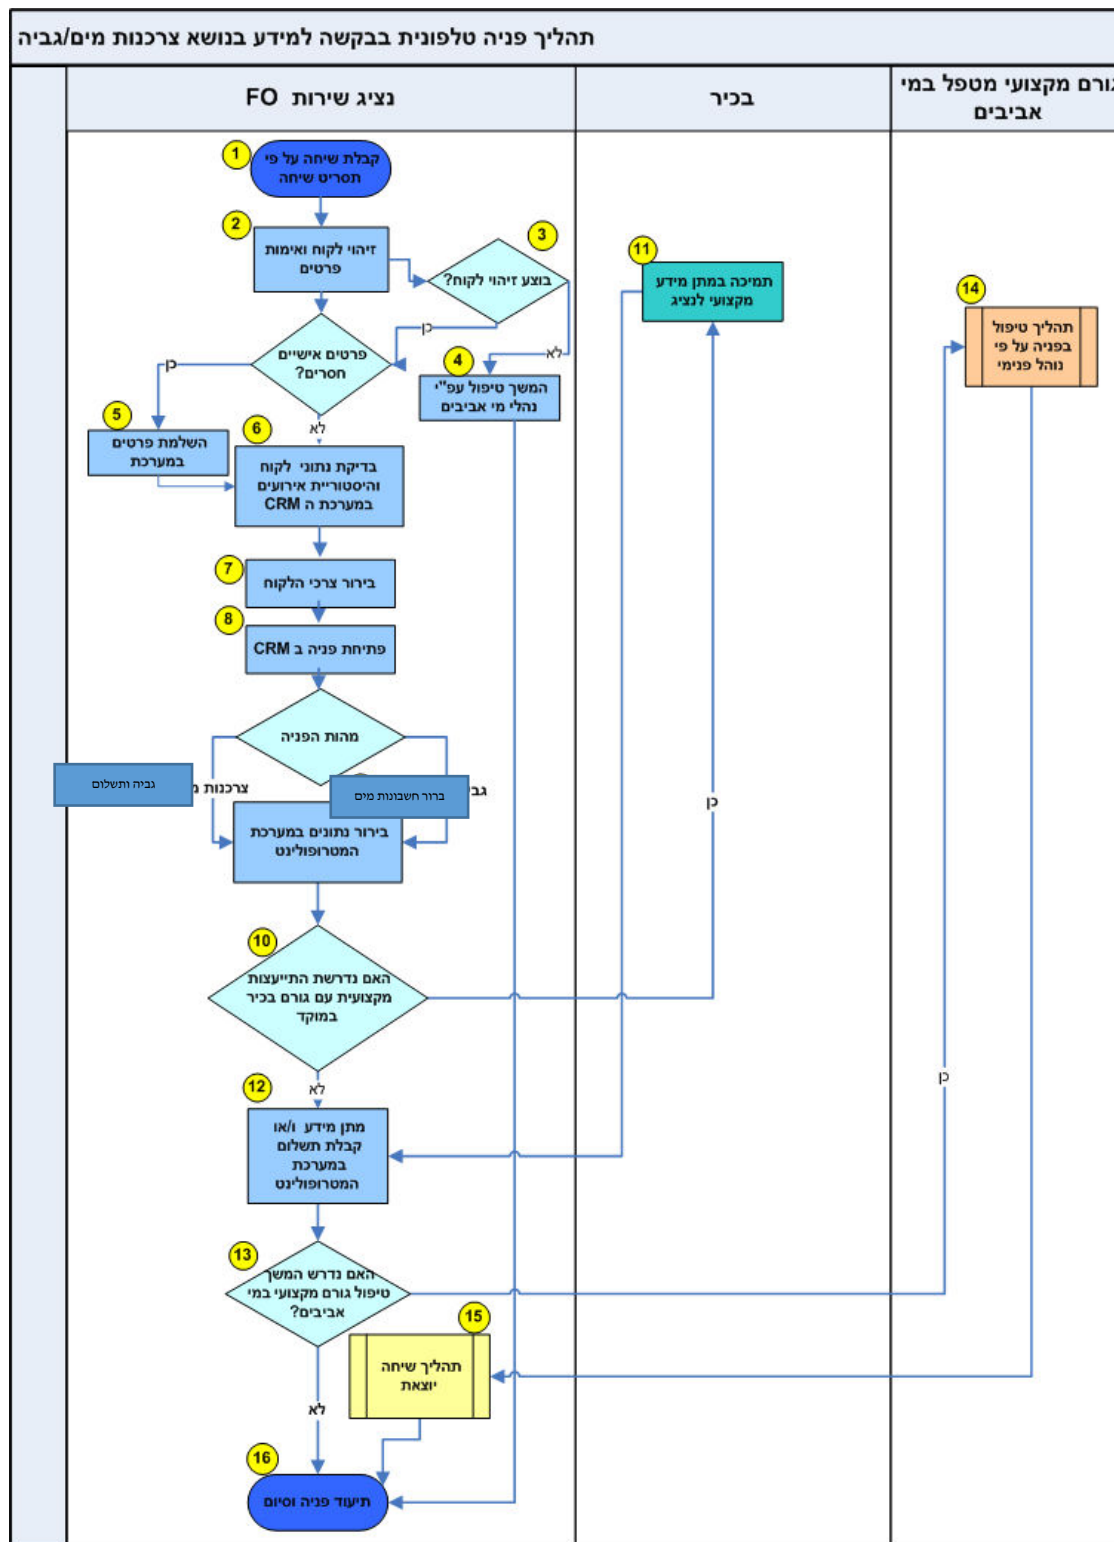 תהליך פניה טלפונית בבקשה למידע בנושא צרכנות מים/גביה
נציג שירות FO
בכיר
גורם מקצועי מטפל במי
אביבים
1
קבלת שיחה על פי
תסריט שיחה
2
זיהוי לקוח ואימות
פרטים
3
בוצע זיהוי לקוח?
כן
לא
4
המשך טיפול עפ"י
נהלי מי אביבים
פרטים אישיים
חסרים?
כן
לא
5
השלמת פרטים
במערכת
6
בדיקת נתוני לקוח
והיסטוריית אירועים
במערכת ה CRM
7
בירור צרכי הלקוח
8
פתיחת פניה ב CRM
מהות הפניה
גביה ותשלום
צרכנות
ברור חשבונות מים
בירור נתונים במערכת
המטרופולינט
10
האם נדרשת התייעצות
מקצועית עם גורם בכיר
במוקד
כן
לא
11
תמיכה במתן מידע
מקצועי לנציג
12
מתן מידע ו/או
קבלת תשלום
במערכת
המטרופולינט
13
האם נדרש המשך
טיפול גורם מקצועי במי
אביבים?
כן
לא
14
תהליך טיפול
בפניה על פי
נוהל פנימי
15
תהליך שיחה
יוצאת
16
תיעוד פניה וסיום